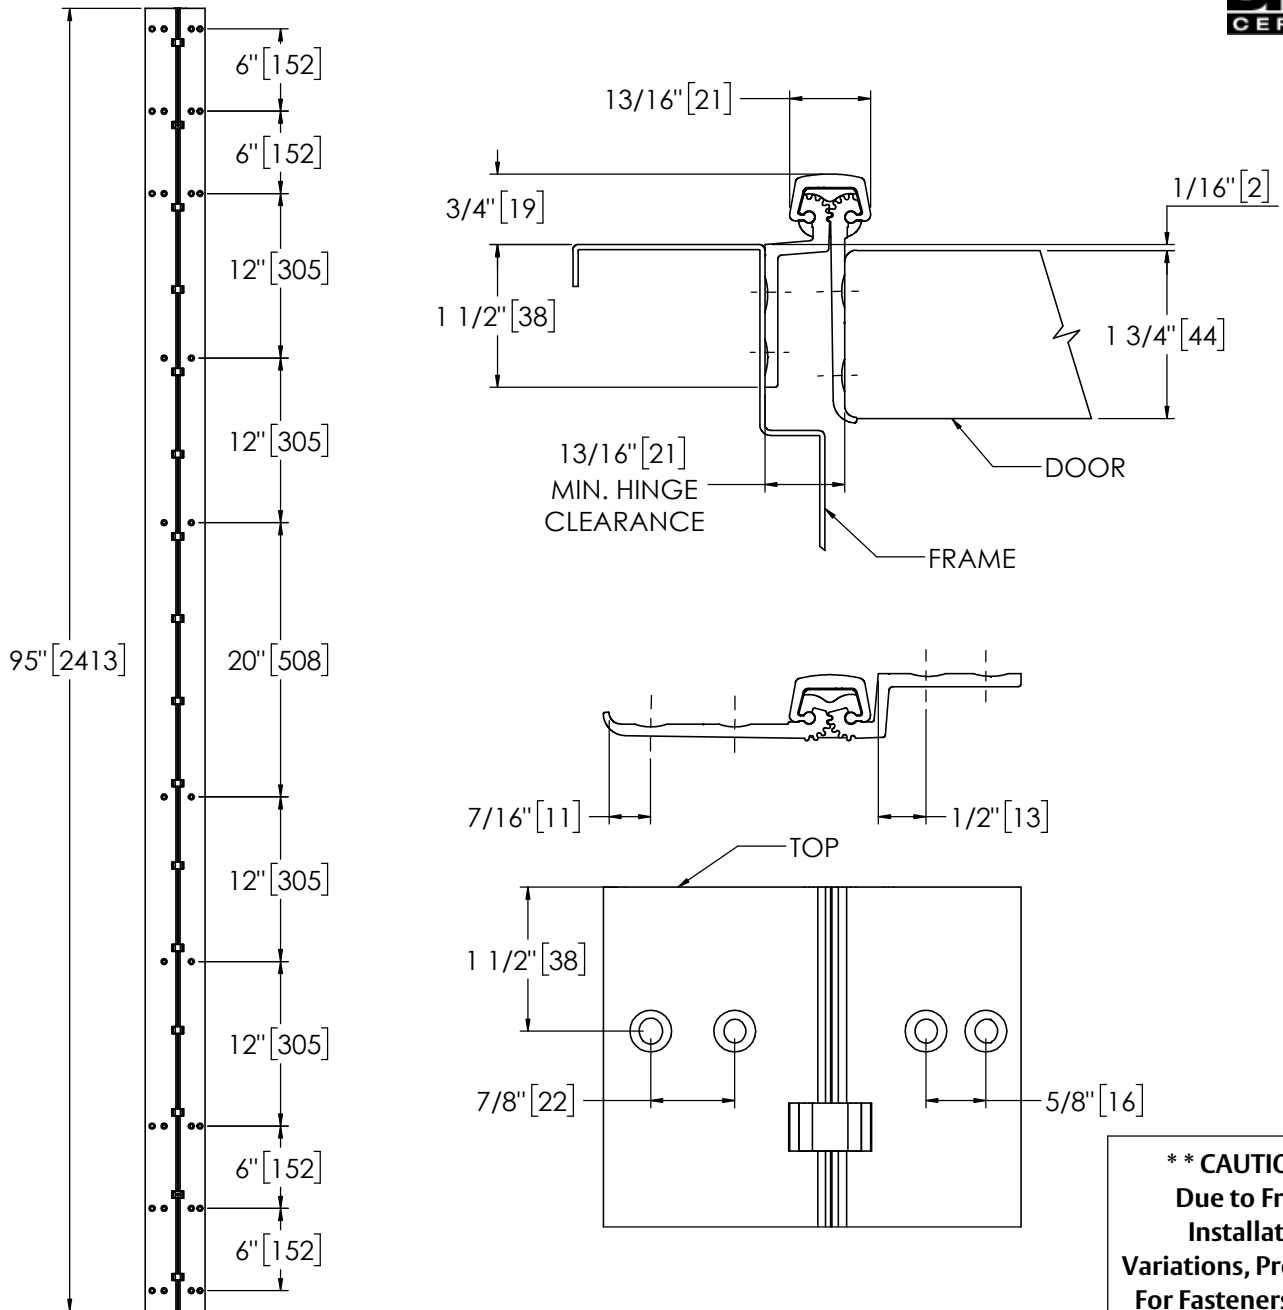 6"[152]
6"[152]
12"[305]
12"[305]
95"[2413]
20"[508]
12"[305]
12"[305]
6"[152]
6"[152]
13/16"[21]
3/4"[19]
1/16"[2]
1 1/2"[38]
1 3/4"[44]
13/16"[21]
MIN. HINGE
CLEARANCE
DOOR
FRAME
7/16"[11]
1/2"[13]
TOP
1 1/2"[38]
7/8"[22]
5/8"[16]
* * CAUTIO
Due to Fr
Installat
Variations, Pr
For Fasteners